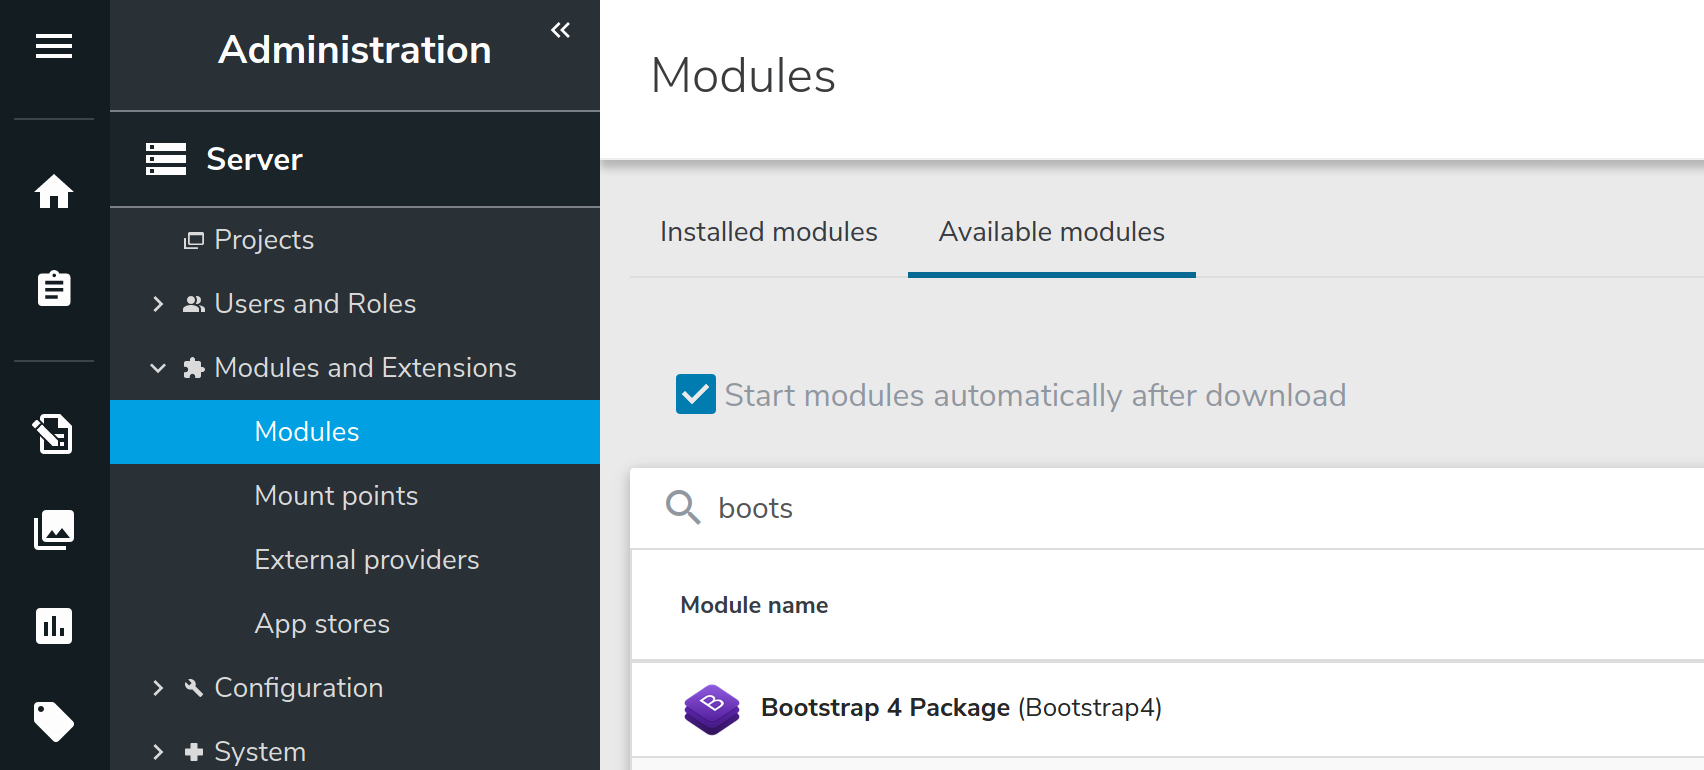 Administration
Server
Projects
Users and Roles
Modules and Extensions
Modules
Mount points
External providers
App stores
Configuration
System
Modules
Installed modules
Available modules
Start modules automatically after download
boots
Module name
Bootstrap 4 Package (Bootstrap4)